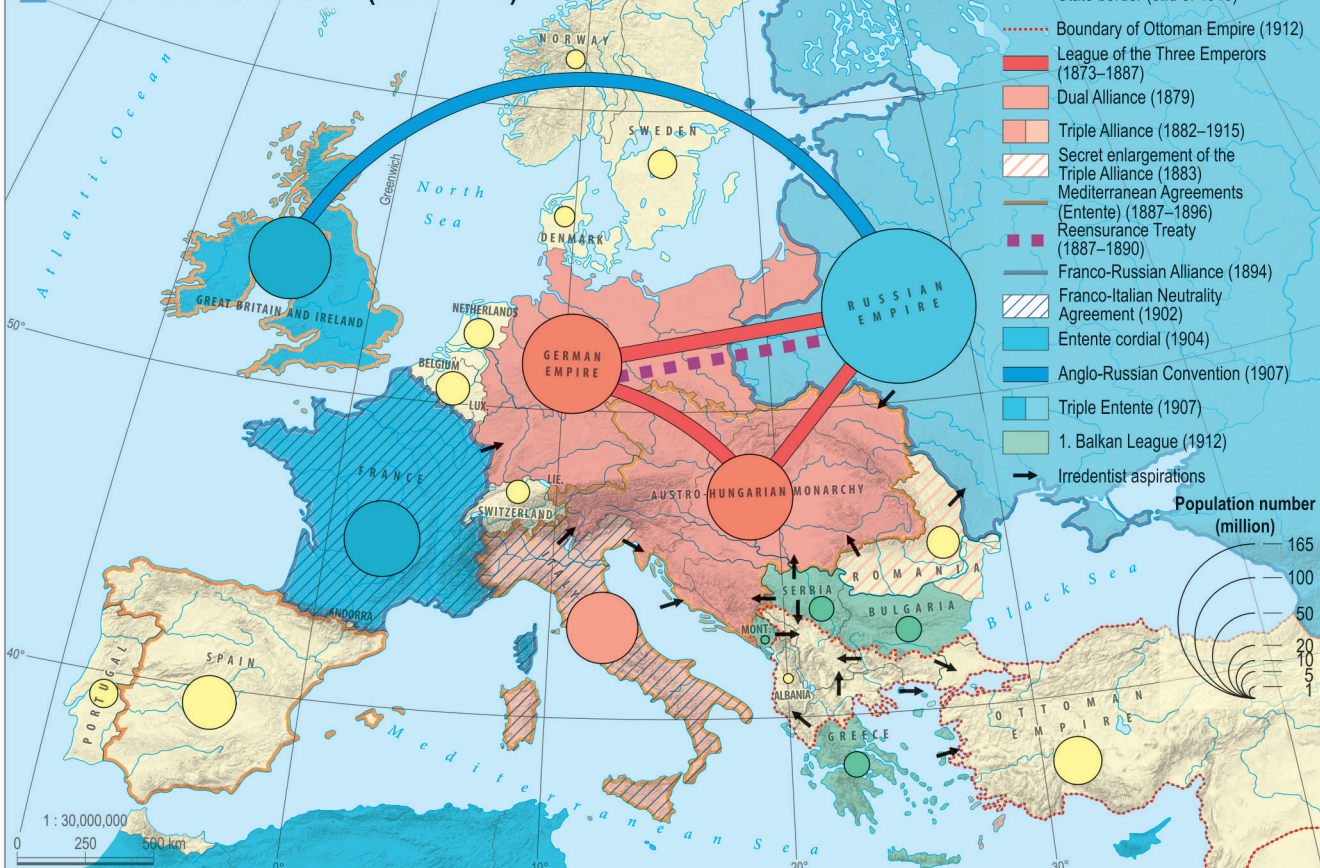 Boundary of Ottoman Empire (1912)
League of the Three Emperors
(1873–1887)
Dual Alliance (1879)
Triple Alliance (1882–1915)
Secret enlargement of the
Triple Alliance (1883)
Mediterranean Agreements
(Entente) (1887–1896)
Reensurance Treaty
(1887–1890)
Franco-Russian Alliance (1894)
Franco-Italian Neutrality
Agreement (1902)
Entente cordial (1904)
Anglo-Russian Convention (1907)
Triple Entente (1907)
1. Balkan League (1912)
Irredentist aspirations
Population number
(million)
165
100
50
20
10
5
1
NORWAY
SWEDEN
Atlantic Ocean
Greenwich
North
Sea
DENMARK
GREAT BRITAIN AND IRELAND
NETHERLANDS
BELGIUM
LUX.
GERMAN
EMPIRE
RUSSIAN
EMPIRE
50°
FRANCE
LIE.
SWITZERLAND
AUSTRO-HUNGARIAN MONARCHY
ROMANIA
SERBIA
BULGARIA
MONT.
Black Sea
ANDORRA
40°
PORTUGAL
SPAIN
ALBANIA
GREECE
OTTOMAN
EMPIRE
Mediterranean Sea
1 : 30,000,000
0
250
500 km
0°
10°
20°
30°